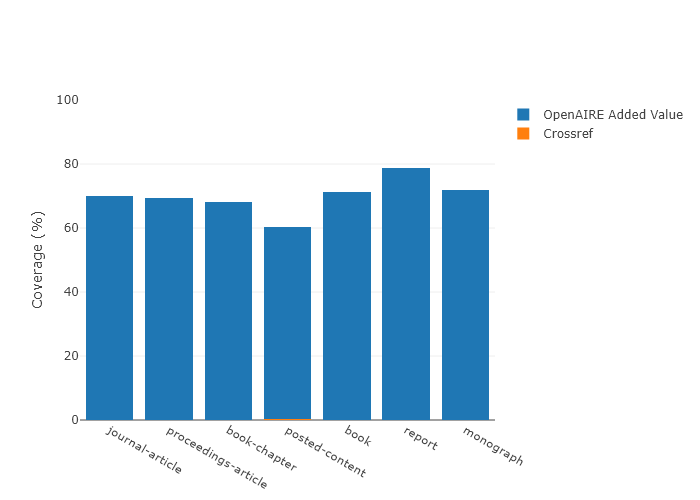 100
80
60
40
20
0
Coverage (%)
journal-article
proceedings-article
book-chapter
posted-content
book
report
monograph
OpenAIRE Added Value
Crossref